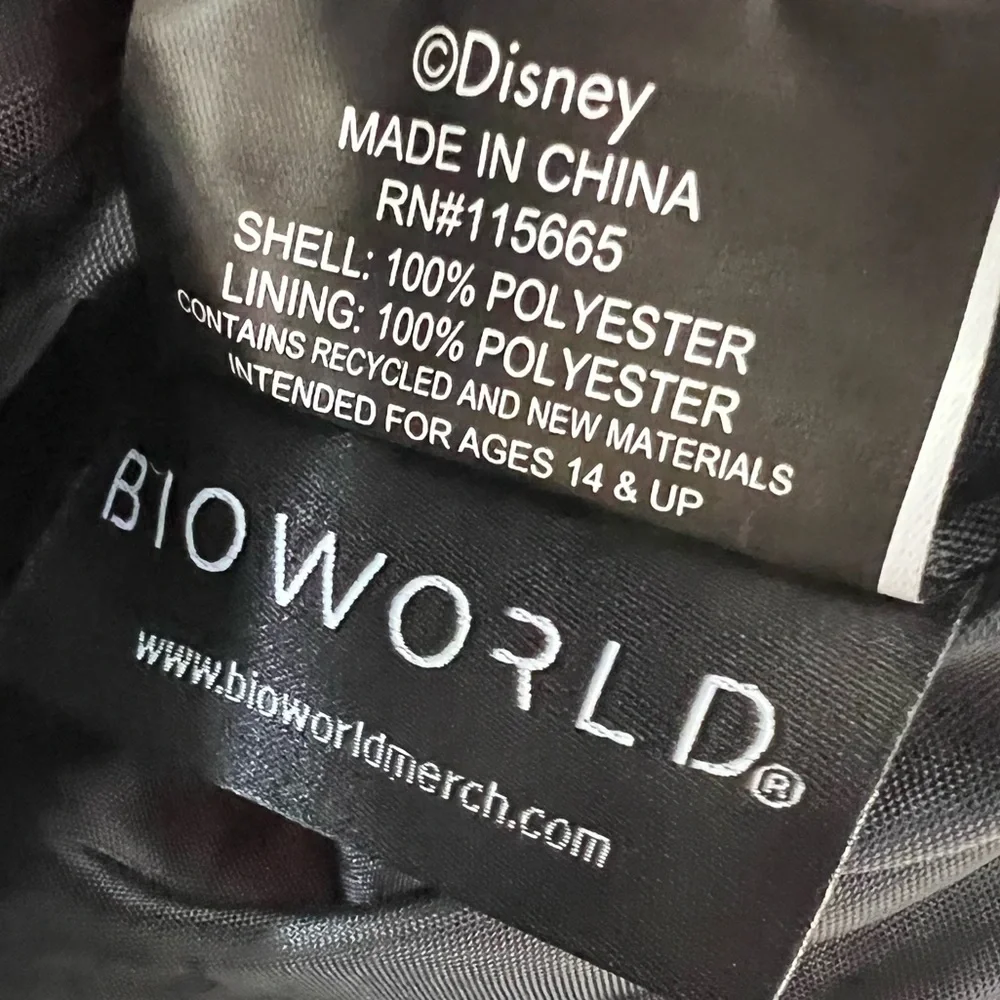 ©Disney
MADE IN CHINA
RN#115665
SHELL: 100% POLYESTER
LINING: 100% POLYESTER
CONTAINS RECYCLED AND NEW MATERIALS
INTENDED FOR AGES 14 & UP
BIOWORLD®
www.bioworldmerch.com